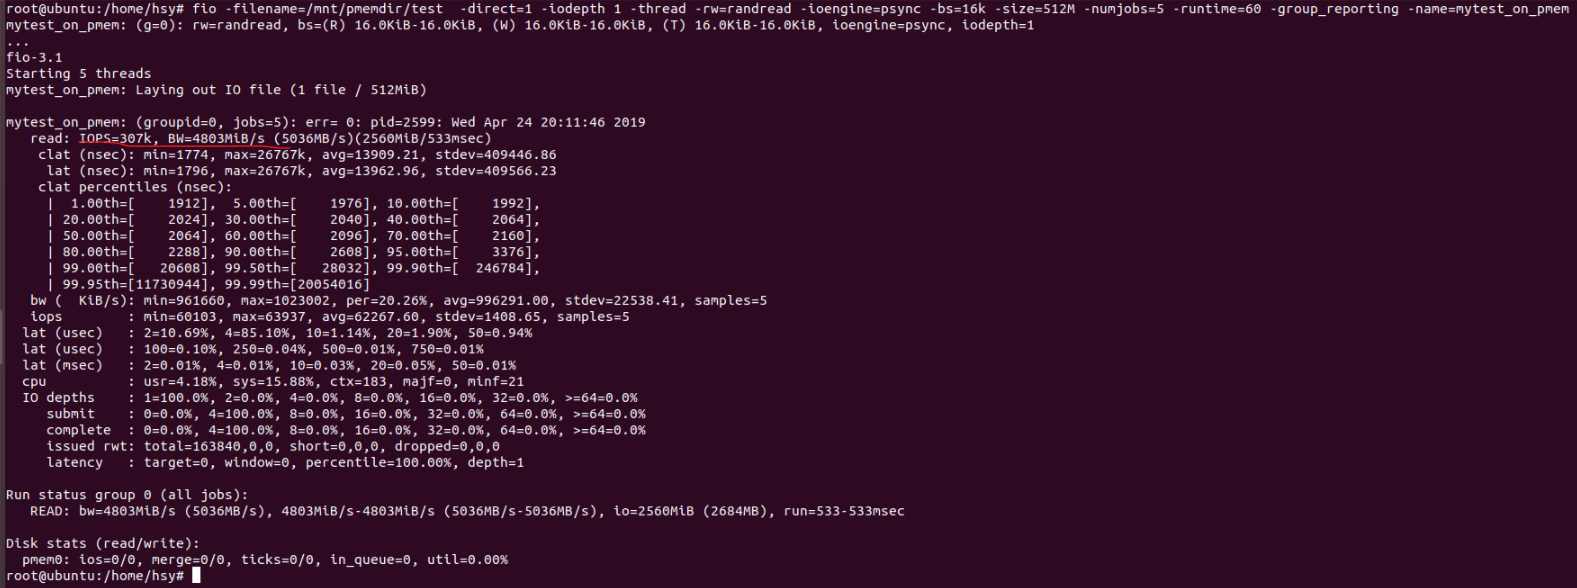 root@ubuntu:/home/hsy# fio -filename=/mnt/pmemdir/test  -direct=1 -iodepth 1 -thread -rw=randread -ioengine=psync -bs=16k -size=512M -numjobs=5 -runtime=60 -group_reporting -name=mytest_on_pmem
mytest_on_pmem: (g=0): rw=randread, bs=(R) 16.0KiB-16.0KiB, (W) 16.0KiB-16.0KiB, (T) 16.0KiB-16.0KiB, ioengine=psync, iodepth=1
...
fio-3.1
Starting 5 threads
mytest_on_pmem: Laying out IO file (1 file / 512MiB)

mytest_on_pmem: (groupid=0, jobs=5): err= 0: pid=2599: Wed Apr 24 20:11:46 2019
   read: IOPS=307k, BW=4803MiB/s (5036MB/s)(2560MiB/533msec)
    clat (nsec): min=1774, max=26767k, avg=13909.21, stdev=409446.86
     lat (nsec): min=1796, max=26767k, avg=13962.96, stdev=409566.23
    clat percentiles (nsec):
     |  1.00th=[    1912],  5.00th=[    1976], 10.00th=[    1992],
     | 20.00th=[    2024], 30.00th=[    2040], 40.00th=[    2064],
     | 50.00th=[    2064], 60.00th=[    2096], 70.00th=[    2160],
     | 80.00th=[    2288], 90.00th=[    2608], 95.00th=[    3376],
     | 99.00th=[   20608], 99.50th=[   28032], 99.90th=[  246784],
     | 99.95th=[11730944], 99.99th=[20054016]
   bw (  KiB/s): min=961660, max=1023002, per=20.26%, avg=996291.00, stdev=22538.41, samples=5
   iops        : min=60103, max=63937, avg=62267.60, stdev=1408.65, samples=5
  lat (usec)   : 2=10.69%, 4=85.10%, 10=1.14%, 20=1.90%, 50=0.94%
  lat (usec)   : 100=0.10%, 250=0.04%, 500=0.01%, 750=0.01%
  lat (msec)   : 2=0.01%, 4=0.01%, 10=0.03%, 20=0.05%, 50=0.01%
  cpu          : usr=4.18%, sys=15.88%, ctx=183, majf=0, minf=21
  IO depths    : 1=100.0%, 2=0.0%, 4=0.0%, 8=0.0%, 16=0.0%, 32=0.0%, >=64=0.0%
     submit    : 0=0.0%, 4=100.0%, 8=0.0%, 16=0.0%, 32=0.0%, 64=0.0%, >=64=0.0%
     complete  : 0=0.0%, 4=100.0%, 8=0.0%, 16=0.0%, 32=0.0%, 64=0.0%, >=64=0.0%
     issued rwt: total=163840,0,0, short=0,0,0, dropped=0,0,0
     latency   : target=0, window=0, percentile=100.00%, depth=1

Run status group 0 (all jobs):
   READ: bw=4803MiB/s (5036MB/s), 4803MiB/s-4803MiB/s (5036MB/s-5036MB/s), io=2560MiB (2684MB), run=533-533msec

Disk stats (read/write):
  pmem0: ios=0/0, merge=0/0, ticks=0/0, in_queue=0, util=0.00%
root@ubuntu:/home/hsy#